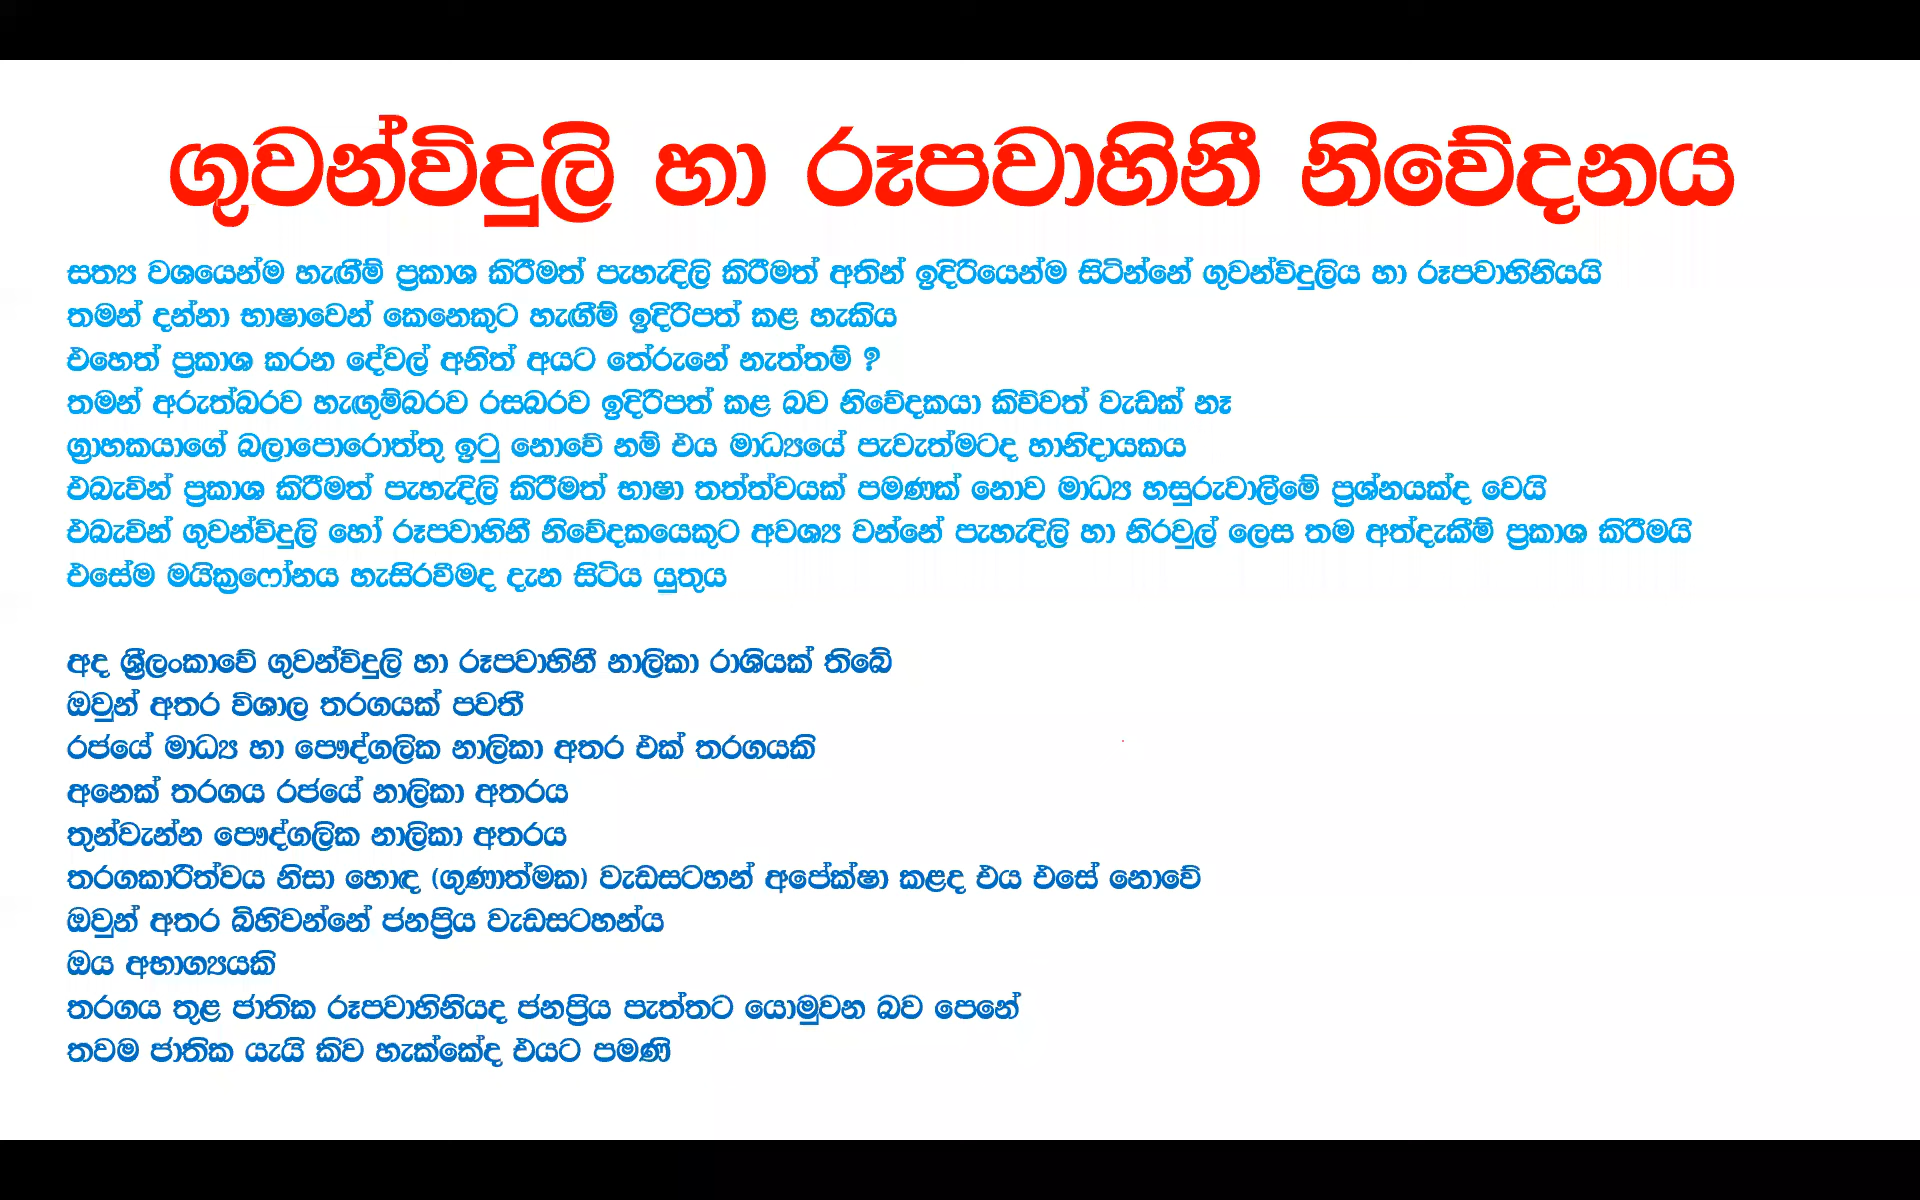 ගුවන්විදුලි හා රූපවාහිනී නිවේදනය
සත්‍ය වශයෙන්ම හැඟීම් ප්‍රකාශ කිරීමත් පැහැදිලි කිරීමත් අතින් ඉදිරියෙන්ම සිටින්නේ ගුවන්විදුලිය හා රූපවාහිනියයි
තමන් දන්නා භාෂාවෙන් කෙනෙකුට හැඟීම් ඉදිරිපත් කළ හැකිය
එහෙත් ප්‍රකාශ කරන දේවල් අනිත් අයට තේරුනේ නැත්තම් ?
තමන් අරුත්බරව හැඟුම්බරව රසබරව ඉදිරිපත් කළ බව නිවේදකයා කිව්වත් වැඩක් නෑ
ග්‍රාහකයාගේ බලාපොරොත්තු ඉටු නොවේ නම් එය මාධ්‍යයේ පැවැත්මටද හානිදායකය
එබැවින් ප්‍රකාශ කිරීමත් පැහැදිලි කිරීමත් භාෂා තත්ත්වයක් පමණක් නොව මාධ්‍ය හසුරුවාලීමේ ප්‍රශ්නයක්ද වෙයි
එබැවින් ගුවන්විදුලි හෝ රූපවාහිනී නිවේදකයෙකුට අවශ්‍ය වන්නේ පැහැදිලි හා නිරවුල් ලෙස තම අත්දැකීම් ප්‍රකාශ කිරීමයි
එසේම මයික්‍රෆෝනය හැසිරවීමද දැන සිටිය යුතුය
අද ශ්‍රීලංකාවේ ගුවන්විදුලි හා රූපවාහිනී නාලිකා රාශියක් තිබේ
ඔවුන් අතර විශාල තරගයක් පවතී
රජයේ මාධ්‍ය හා පෞද්ගලික නාලිකා අතර එක් තරගයකි
අනෙක් තරගය රජයේ නාලිකා අතරය
තුන්වැන්න පෞද්ගලික නාලිකා අතරය
තරගකාරිත්වය නිසා හොඳ (ගුණාත්මක) වැඩසටහන් අපේක්ෂා කළද එය එසේ නොවේ
ඔවුන් අතර බිහිවන්නේ ජනප්‍රිය වැඩසටහන්ය
ඔය අභාග්‍යයකි
තරගය තුළ ජාතික රූපවාහිනියද ජනප්‍රිය පැත්තට යොමුවන බව පෙනේ
තවම ජාතික යැයි කිව හැක්කේද එයට පමණි